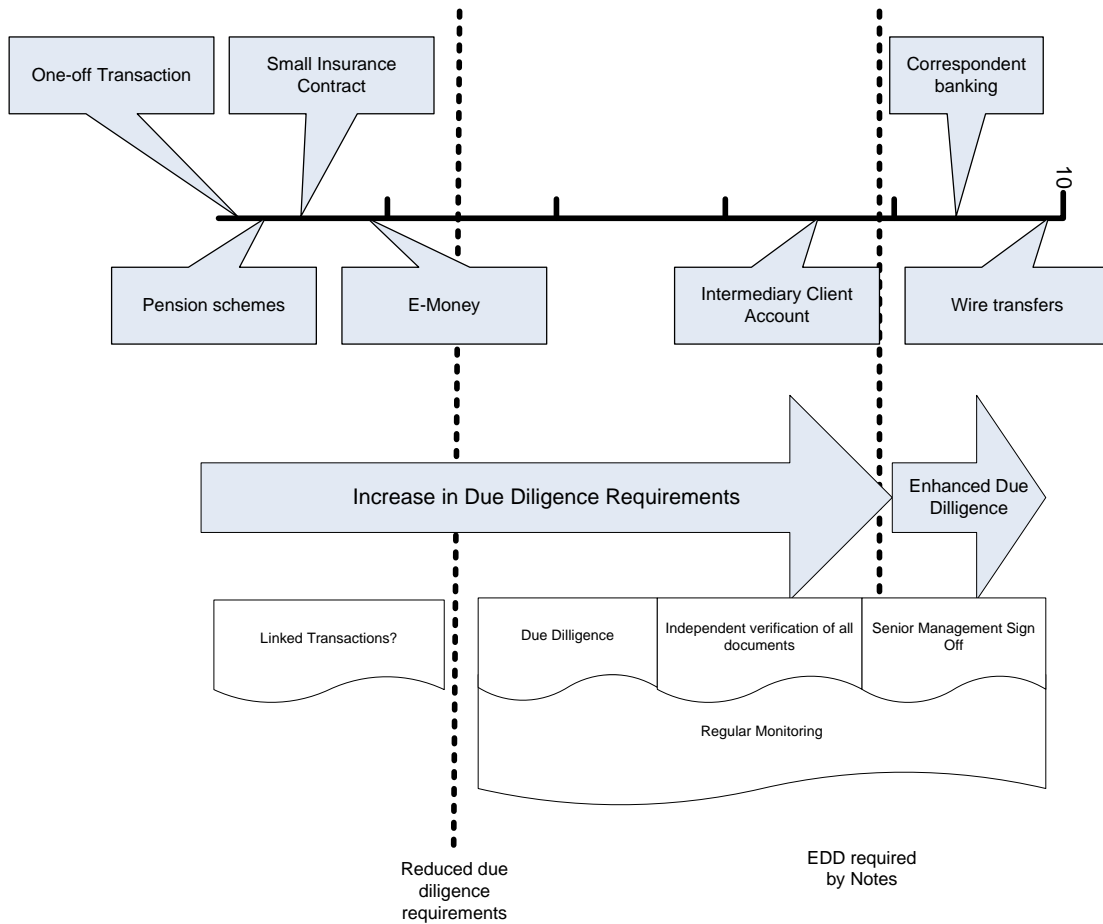 One-off Transaction
Small Insurance
Contract
Correspondent
banking
10
Pension schemes
E-Money
Intermediary Client
Account
Wire transfers
Increase in Due Diligence Requirements
Enhanced Due
Dilligence
Linked Transactions?
Due Dilligence
Independent verification of all
documents
Senior Management Sign
Off
Regular Monitoring
Reduced due
diligence
requirements
EDD required
by Notes